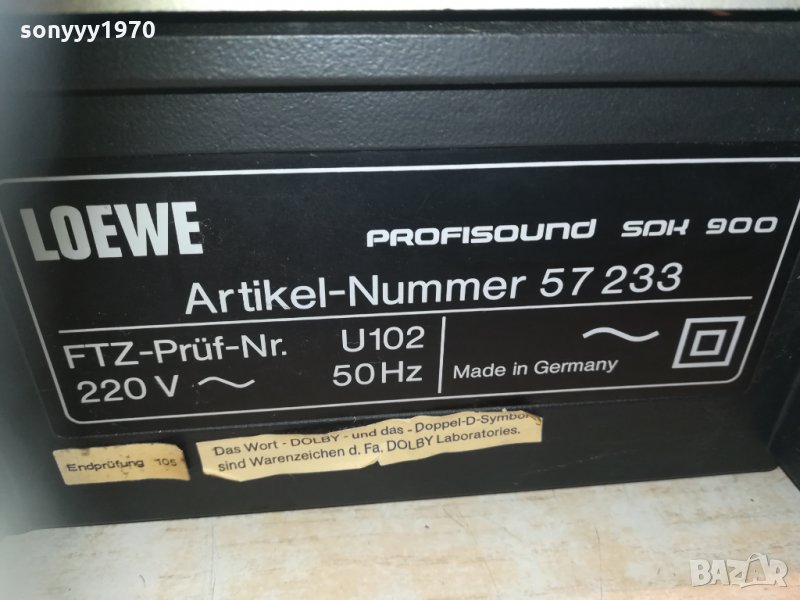 sonyyy1970
LOEWE
PROFISOUND SDK 900
Artikel-Nummer 57 233
FTZ-Prüf-Nr. U102
220 V ~ 50 Hz
Made in Germany
Endprüfung 105
Das Wort - DOLBY - und das - Doppel-D-Symbol
sind Warenzeichen d. Fa. DOLBY Laboratories.
BAZAR